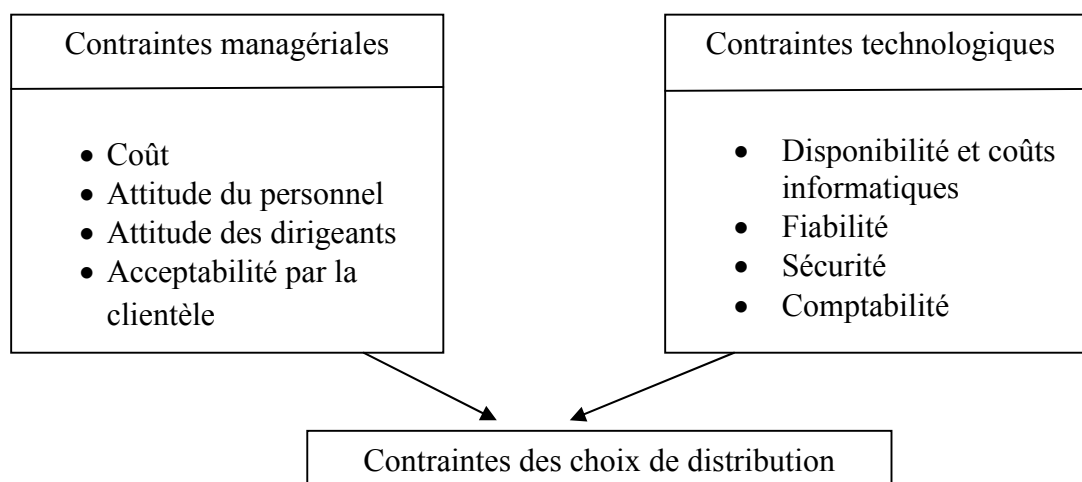 Contraintes managériales
• Coût
• Attitude du personnel
• Attitude des dirigeants
• Acceptabilité par la
clientèle
Contraintes technologiques
• Disponibilité et coûts
informatiques
• Fiabilité
• Sécurité
• Comptabilité
Contraintes des choix de distribution